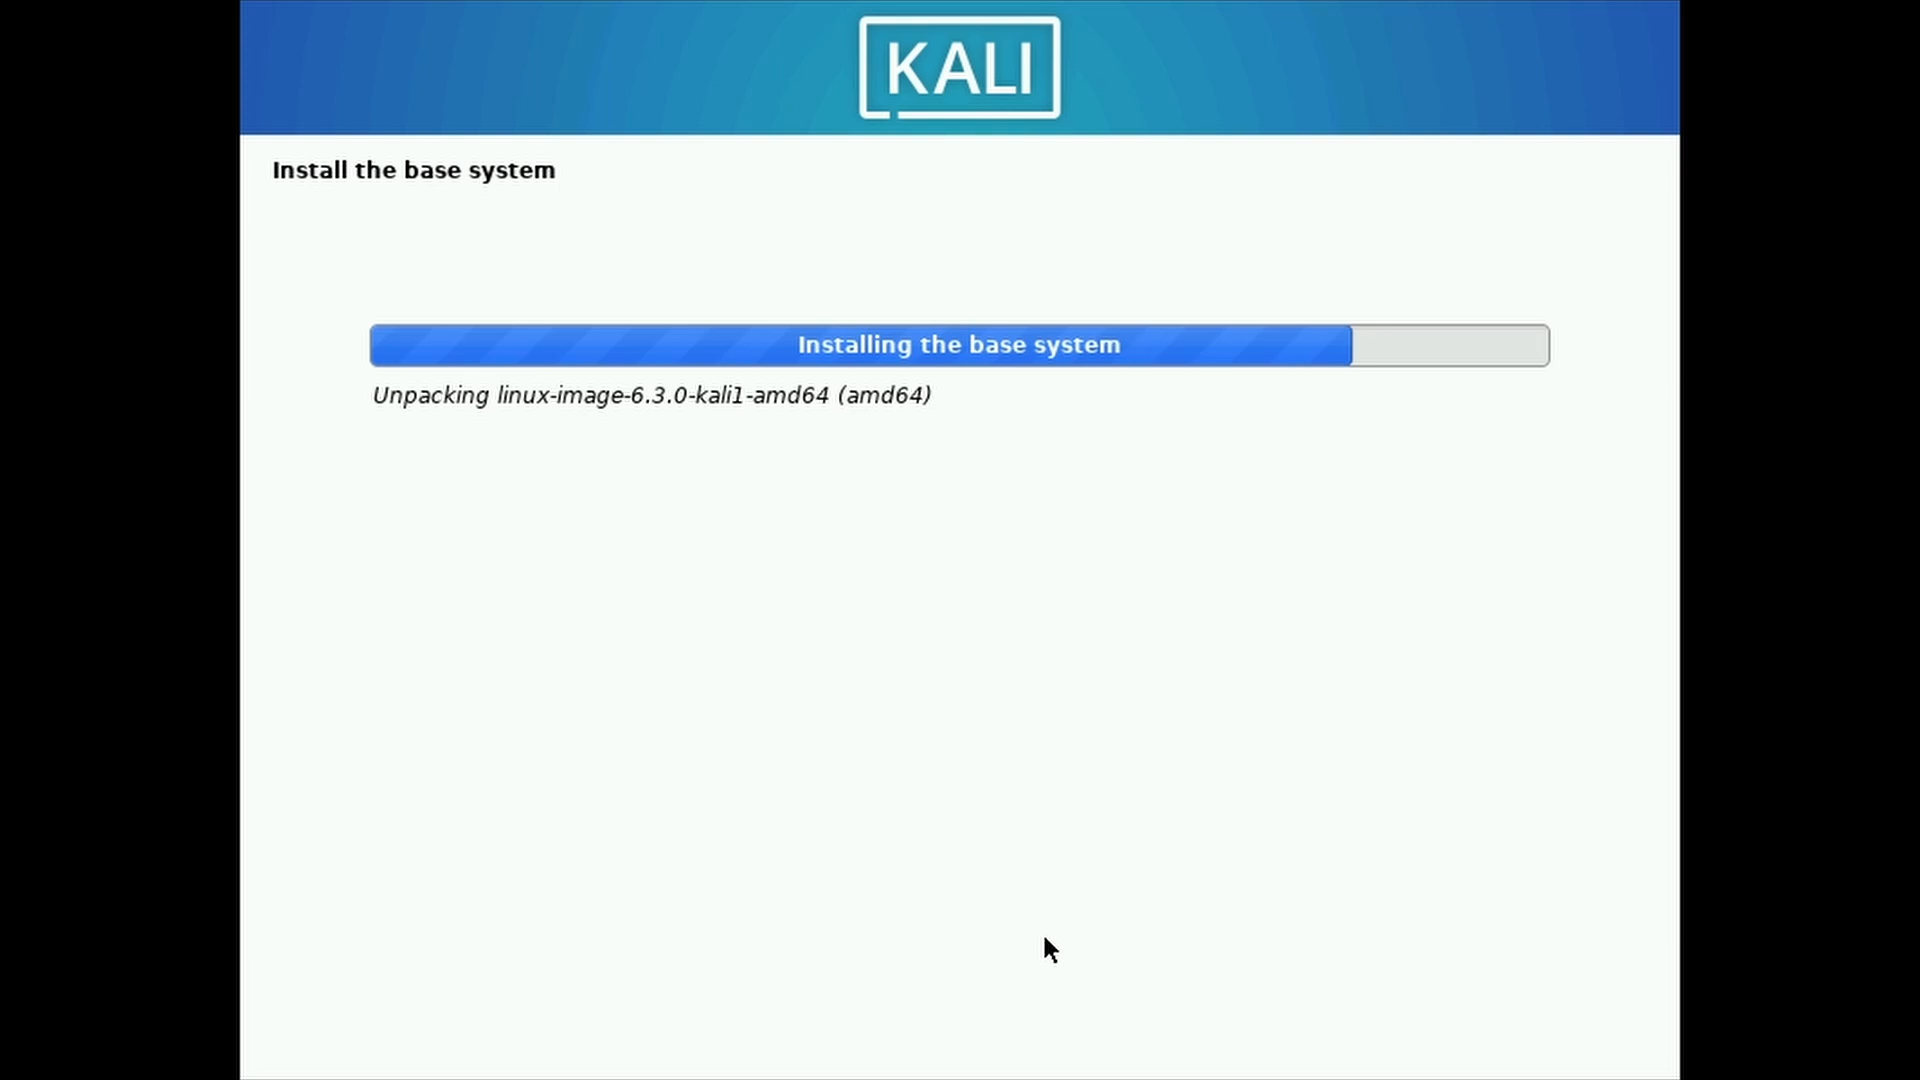 KALI
Install the base system
Installing the base system
Unpacking linux-image-6.3.0-kali1-amd64 (amd64)